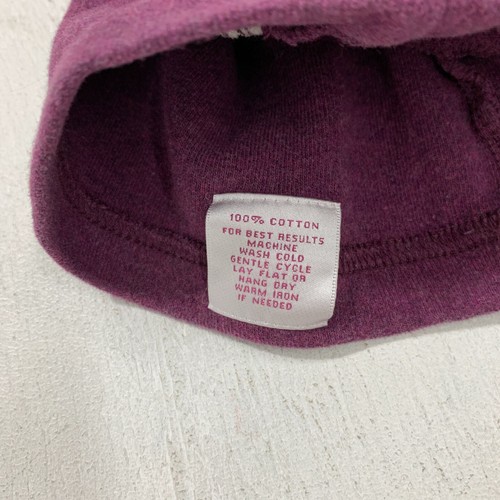 100% COTTON
FOR BEST RESULTS
MACHINE
WASH COLD
GENTLE CYCLE
LAY FLAT OR
HANG DRY
WARM IRON
IF NEEDED